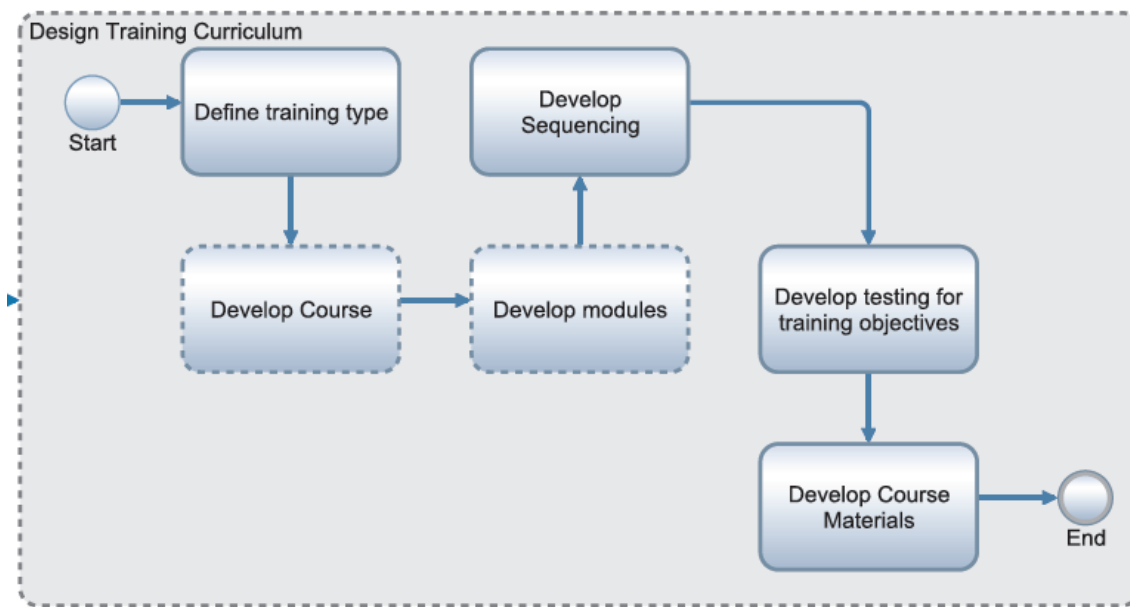 Design Training Curriculum
Start
Define training type
Develop
Sequencing
Develop Course
Develop modules
Develop testing for
training objectives
Develop Course
Materials
End